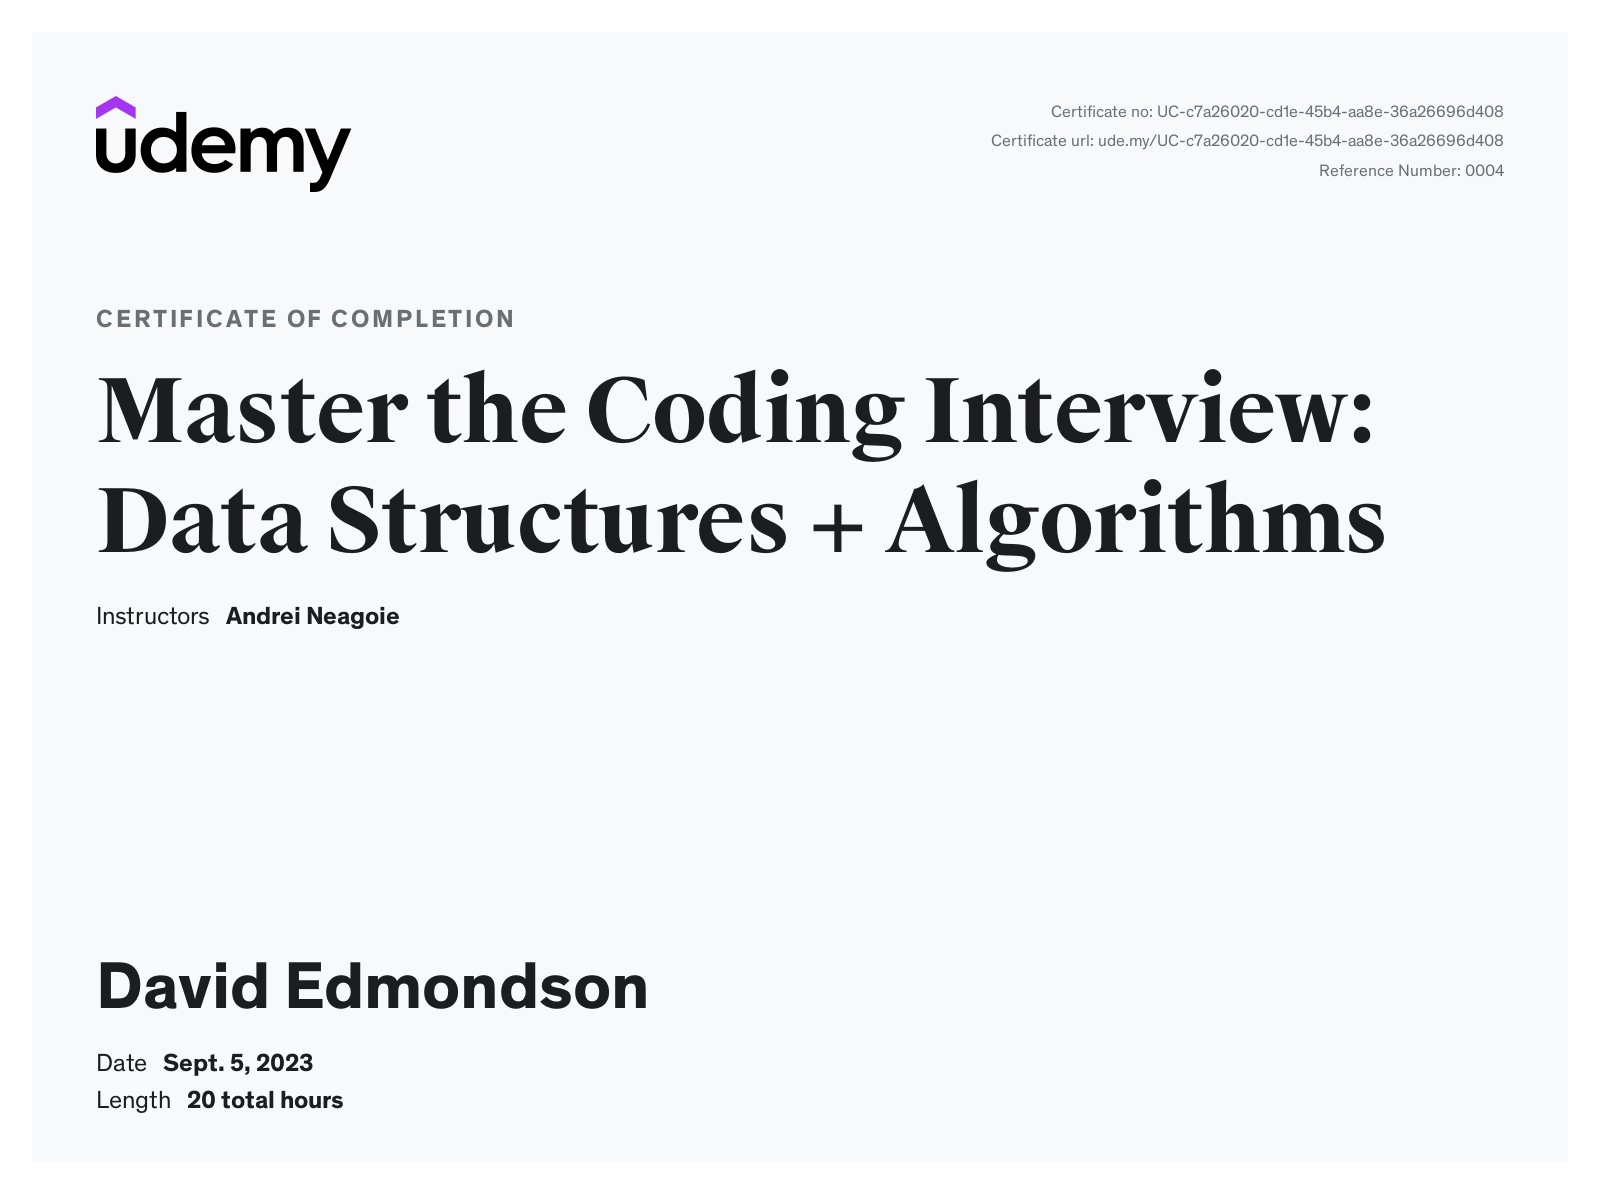 udemy
Certificate no: UC-c7a26020-cd1e-45b4-aa8e-36a26696d408
Certificate url: ude.my/UC-c7a26020-cd1e-45b4-aa8e-36a26696d408
Reference Number: 0004
CERTIFICATE OF COMPLETION
Master the Coding Interview:
Data Structures + Algorithms
Instructors Andrei Neagoie
David Edmondson
Date Sept. 5, 2023
Length 20 total hours